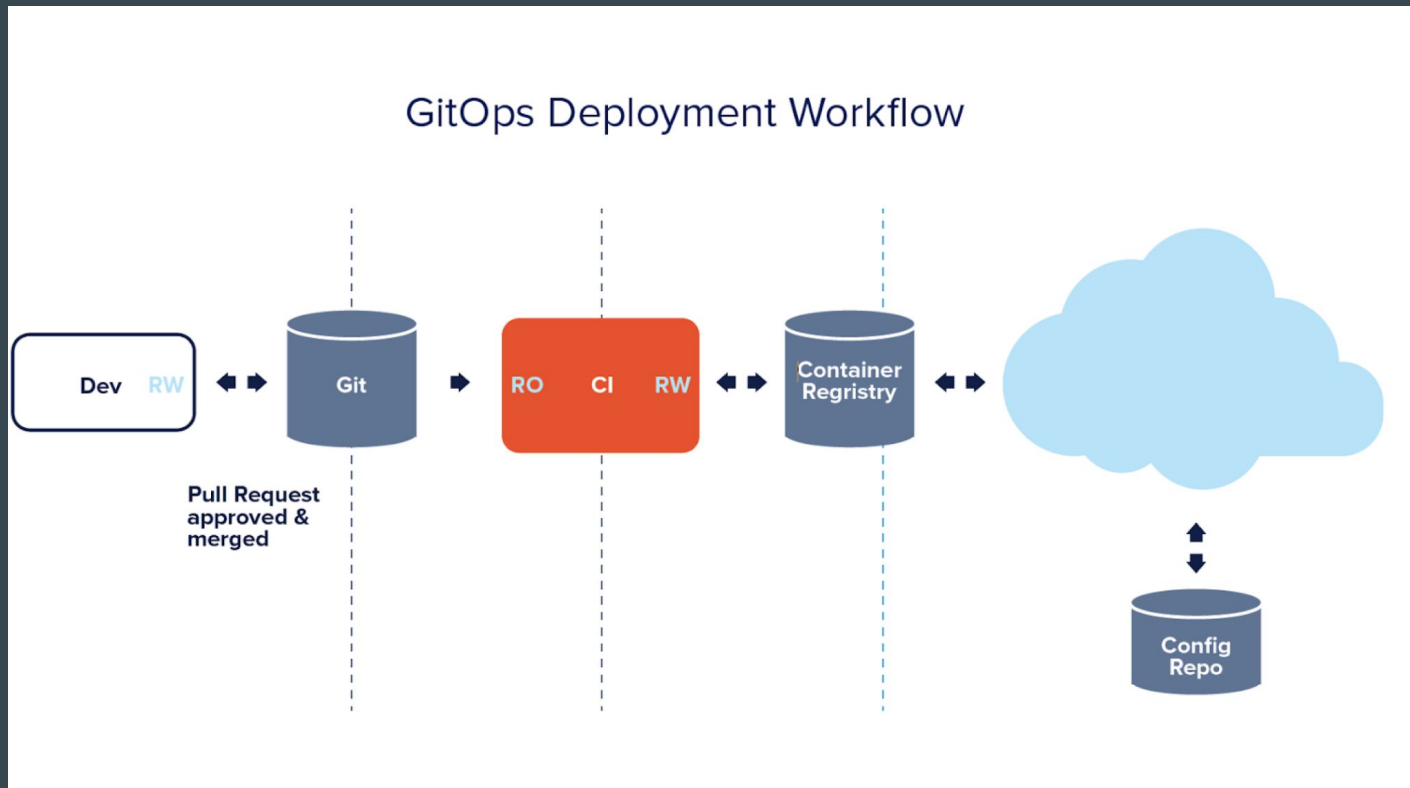 GitOps Deployment Workflow
Dev RW
Git
RO CI RW
Container
Regristry
Pull Request
approved &
merged
Config
Repo